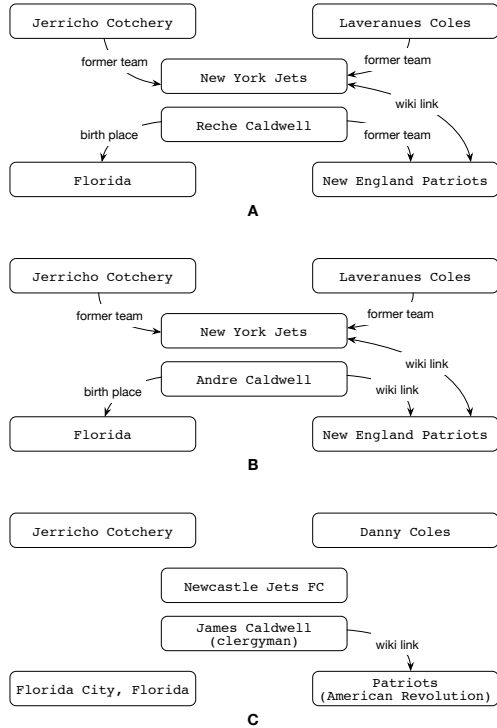 Jerricho Cotchery
Laveranues Coles
former team
former team
New York Jets
wiki link
Reche Caldwell
birth place
former team
Florida
New England Patriots
A
Jerricho Cotchery
Laveranues Coles
former team
former team
New York Jets
wiki link
Andre Caldwell
birth place
wiki link
Florida
New England Patriots
B
Jerricho Cotchery
Danny Coles
Newcastle Jets FC
James Caldwell
(clergyman)
wiki link
Florida City, Florida
Patriots
(American Revolution)
C